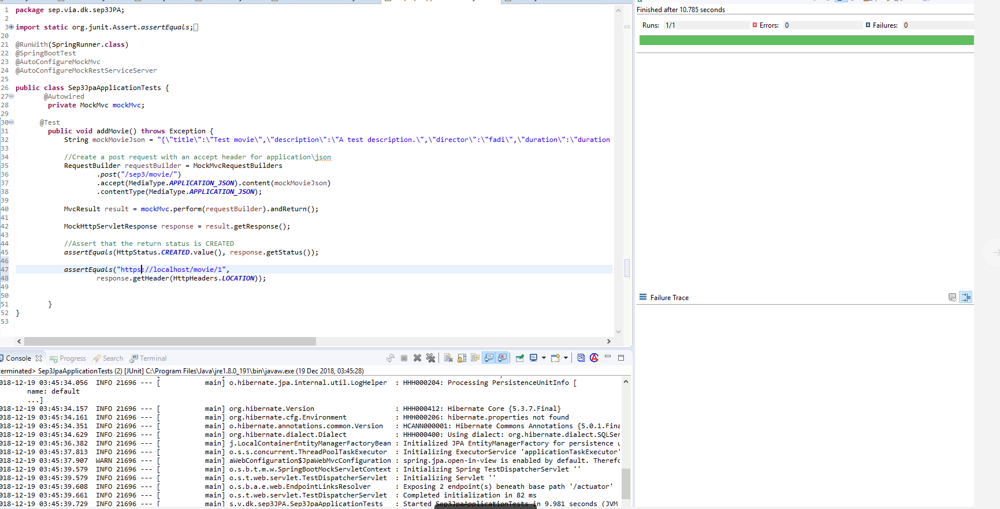 1 package sep.via.dk.sep3JPA;
2
3 import static org.junit.Assert.assertEquals;
20
21 @RunWith(SpringRunner.class)
22 @SpringBootTest
23 @AutoConfigureMockMvc
24 @AutoConfigureMockRestServiceServer
25
26 public class Sep3JpaApplicationTests {
27 @Autowired
28 private MockMvc mockMvc;
29
30 @Test
31 public void addMovie() throws Exception {
32 String mockMovieJson = "{\"title\":\"Test movie\",\"description\":\"A test description.\",\"director\":\"fadi\",\"duration\":\"duration
33
34 //Create a post request with an accept header for application\json
35 RequestBuilder requestBuilder = MockMvcRequestBuilders
36 .post("/sep3/movie/")
37 .accept(MediaType.APPLICATION_JSON).content(mockMovieJson)
38 .contentType(MediaType.APPLICATION_JSON);
39
40 MvcResult result = mockMvc.perform(requestBuilder).andReturn();
41
42 MockHttpServletResponse response = result.getResponse();
43
44 //Assert that the return status is CREATED
45 assertEquals(HttpStatus.CREATED.value(), response.getStatus());
46
47 assertEquals("https://localhost/movie/1",
48 response.getHeader(HttpHeaders.LOCATION));
49
50
51 }
52 }
53
Finished after 10.785 seconds
Runs: 1/1 Errors: 0 Failures: 0
Failure Trace
Console Progress Search Terminal
terminated> Sep3JpaApplicationTests (2) [JUnit] C:\Program Files\Java\jre1.8.0_191\bin\javaw.exe (19 Dec 2018, 03:45:28)
018-12-19 03:45:34.056 INFO 21696 --- [ main] o.hibernate.jpa.internal.util.LogHelper : HHH000204: Processing PersistenceUnitInfo [
name: default
...]
018-12-19 03:45:34.157 INFO 21696 --- [ main] org.hibernate.Version : HHH000412: Hibernate Core {5.3.7.Final}
018-12-19 03:45:34.161 INFO 21696 --- [ main] org.hibernate.cfg.Environment : HHH000206: hibernate.properties not found
018-12-19 03:45:34.351 INFO 21696 --- [ main] o.hibernate.annotations.common.Version : HCANN000001: Hibernate Commons Annotations {5.0.1.Fina
018-12-19 03:45:34.629 INFO 21696 --- [ main] org.hibernate.dialect.Dialect : HHH000400: Using dialect: org.hibernate.dialect.SQLSer
018-12-19 03:45:36.382 INFO 21696 --- [ main] j.LocalContainerEntityManagerFactoryBean : Initialized JPA EntityManagerFactory for persistence u
018-12-19 03:45:37.813 INFO 21696 --- [ main] o.s.s.concurrent.ThreadPoolTaskExecutor : Initializing ExecutorService 'applicationTaskExecutor'
018-12-19 03:45:37.907 WARN 21696 --- [ main] aWebConfiguration$JpaWebMvcConfiguration : spring.jpa.open-in-view is enabled by default. Therefo
018-12-19 03:45:39.579 INFO 21696 --- [ main] o.s.b.t.m.w.SpringBootMockServletContext : Initializing Spring TestDispatcherServlet ''
018-12-19 03:45:39.579 INFO 21696 --- [ main] o.s.t.web.servlet.TestDispatcherServlet : Initializing Servlet ''
018-12-19 03:45:39.608 INFO 21696 --- [ main] o.s.b.a.e.web.EndpointLinksResolver : Exposing 2 endpoint(s) beneath base path '/actuator'
018-12-19 03:45:39.661 INFO 21696 --- [ main] o.s.t.web.servlet.TestDispatcherServlet : Completed initialization in 82 ms
018-12-19 03:45:39.729 INFO 21696 --- [ main] s.v.dk.sep3JPA.Sep3JpaApplicationTests : Started Sep3JpaApplicationTests in 9.981 seconds (JVM